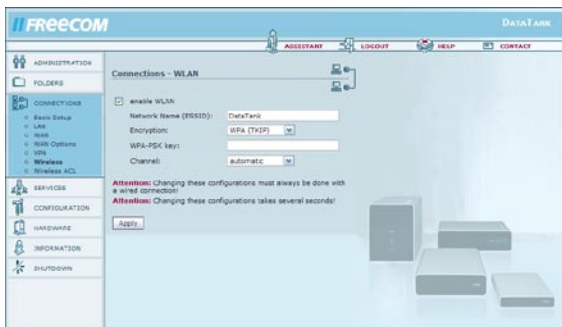 FREECOM
DATATANK
ASSISTANT
LOGOUT
HELP
CONTACT
ADMINISTRATION
FOLDERS
CONNECTIONS
Basic Setup
LAN
WAN
WAN Options
VPN
Wireless
Wireless ACL
SERVICES
CONFIGURATION
HARDWARE
INFORMATION
SHUTDOWN
Connections - WLAN
enable WLAN
Network Name (ESSID): DataTank
Encryption: WPA (TKIP)
WPA-PSK key:
Channel: automatic
Attention: Changing these configurations must always be done with
a wired connection!
Attention: Changing these configurations takes several seconds!
Apply